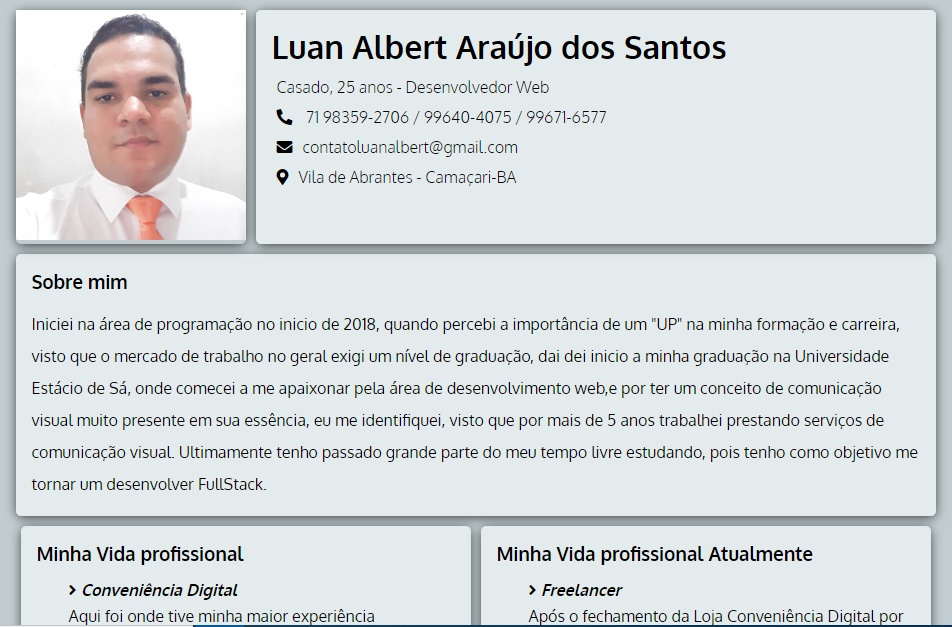 Luan Albert Araújo dos Santos
Casado, 25 anos - Desenvolvedor Web
71 98359-2706 / 99640-4075 / 99671-6577
contatoluanalbert@gmail.com
Vila de Abrantes - Camaçari-BA
Sobre mim
Iniciei na área de programação no inicio de 2018, quando percebi a importância de um "UP" na minha formação e carreira,
visto que o mercado de trabalho no geral exigi um nível de graduação, dai dei inicio a minha graduação na Universidade
Estácio de Sá, onde comecei a me apaixonar pela área de desenvolvimento web,e por ter um conceito de comunicação
visual muito presente em sua essência, eu me identifiquei, visto que por mais de 5 anos trabalhei prestando serviços de
comunicação visual. Ultimamente tenho passado grande parte do meu tempo livre estudando, pois tenho como objetivo me
tornar um desenvolver FullStack.
Minha Vida profissional
Conveniência Digital
Aqui foi onde tive minha maior experiência
Minha Vida profissional Atualmente
Freelancer
Após o fechamento da Loja Conveniência Digital por